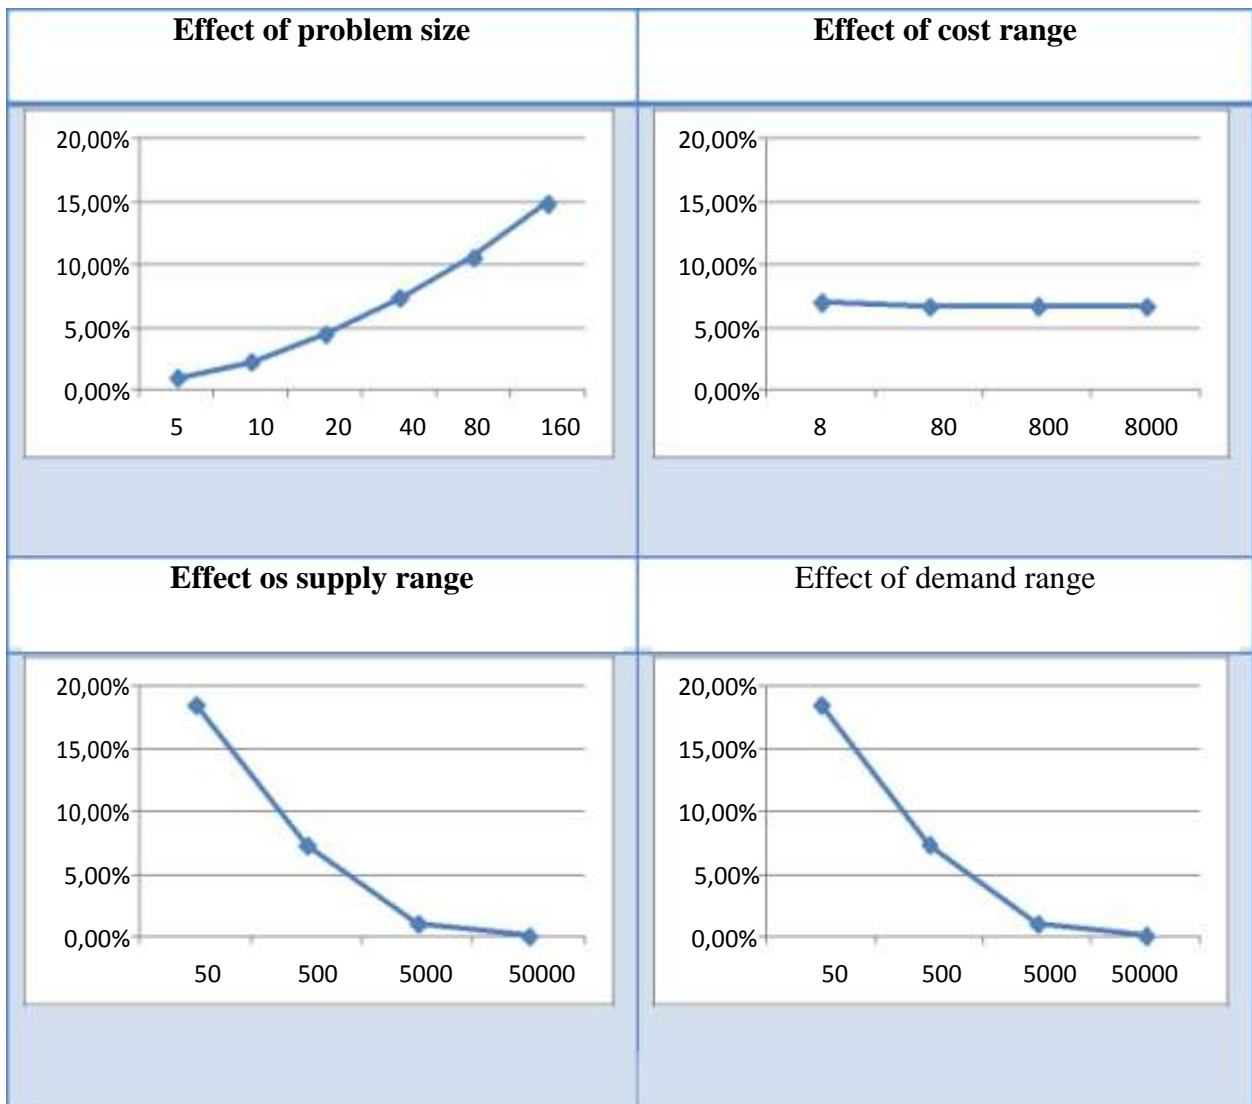 Effect of problem size
Effect of cost range
20,00%
15,00%
10,00%
5,00%
0,00%
5 10 20 40 80 160
20,00%
15,00%
10,00%
5,00%
0,00%
8 80 800 8000
Effect os supply range
Effect of demand range
20,00%
15,00%
10,00%
5,00%
0,00%
50 500 5000 50000
20,00%
15,00%
10,00%
5,00%
0,00%
50 500 5000 50000